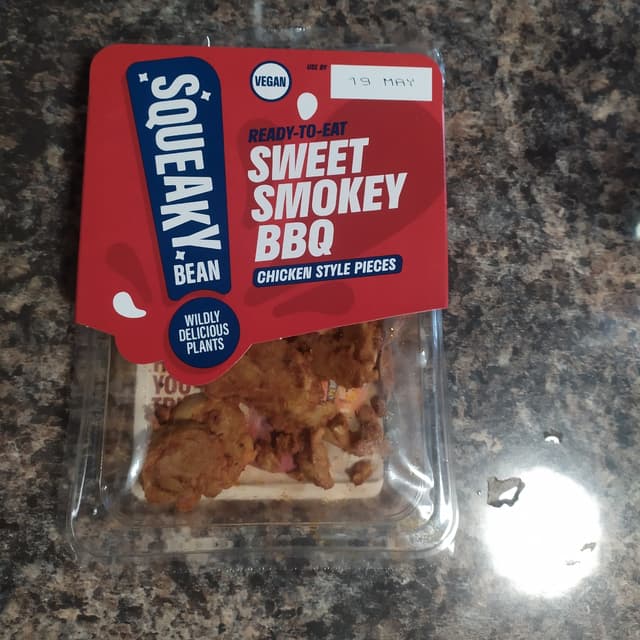 SQUEAKY
BEAN
WILDLY
DELICIOUS
PLANTS
VEGAN
USE BY
19 MAY
READY-TO-EAT
SWEET
SMOKEY
BBQ
CHICKEN STYLE PIECES
YOU